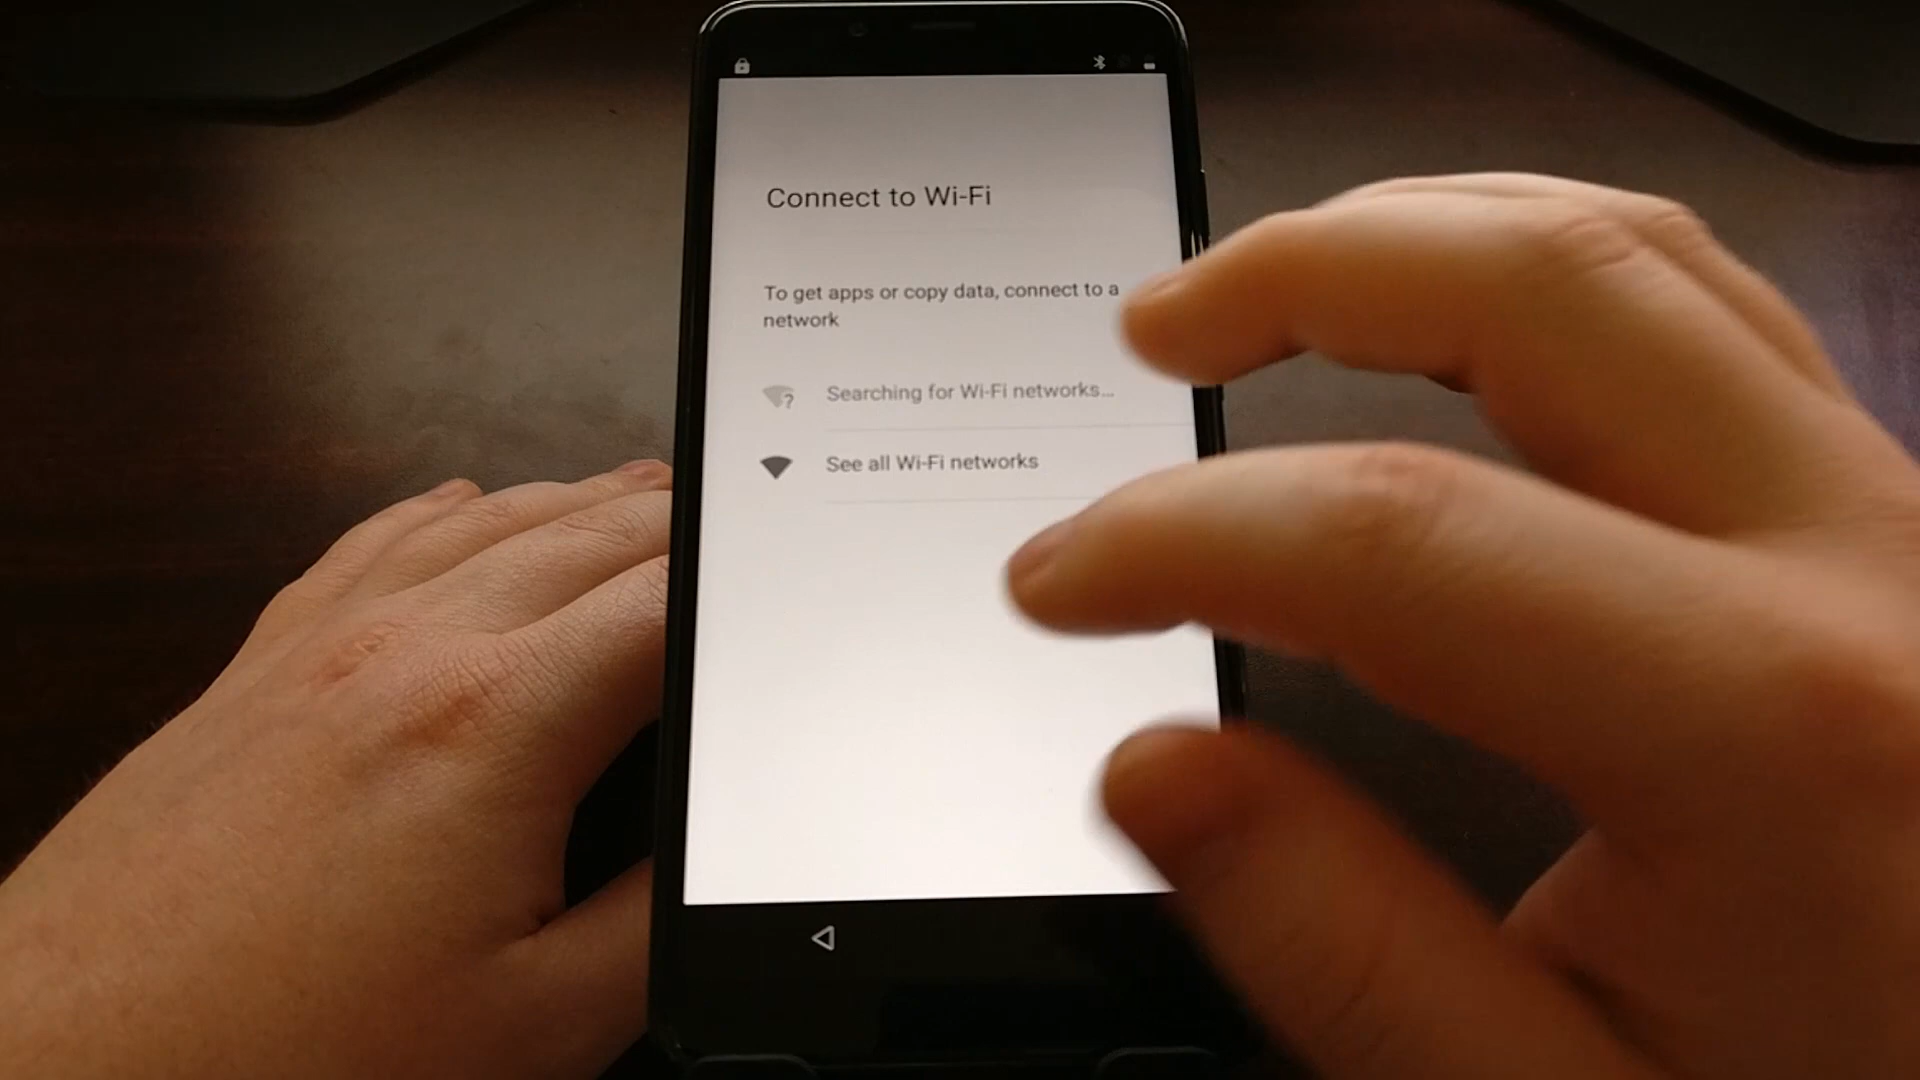 Connect to Wi-Fi
To get apps or copy data, connect to a
network
Searching for Wi-Fi networks...
See all Wi-Fi networks